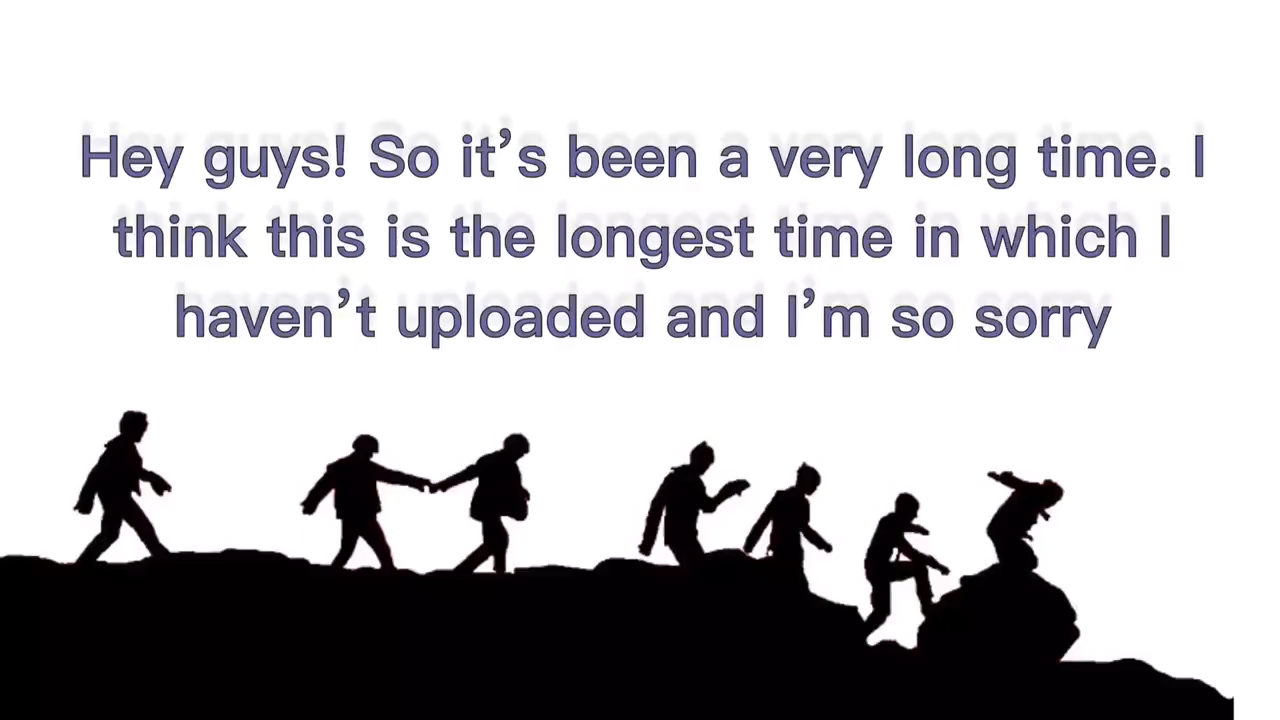 Hey guys! So it’s been a very long time. I
think this is the longest time in which I
haven’t uploaded and I’m so sorry